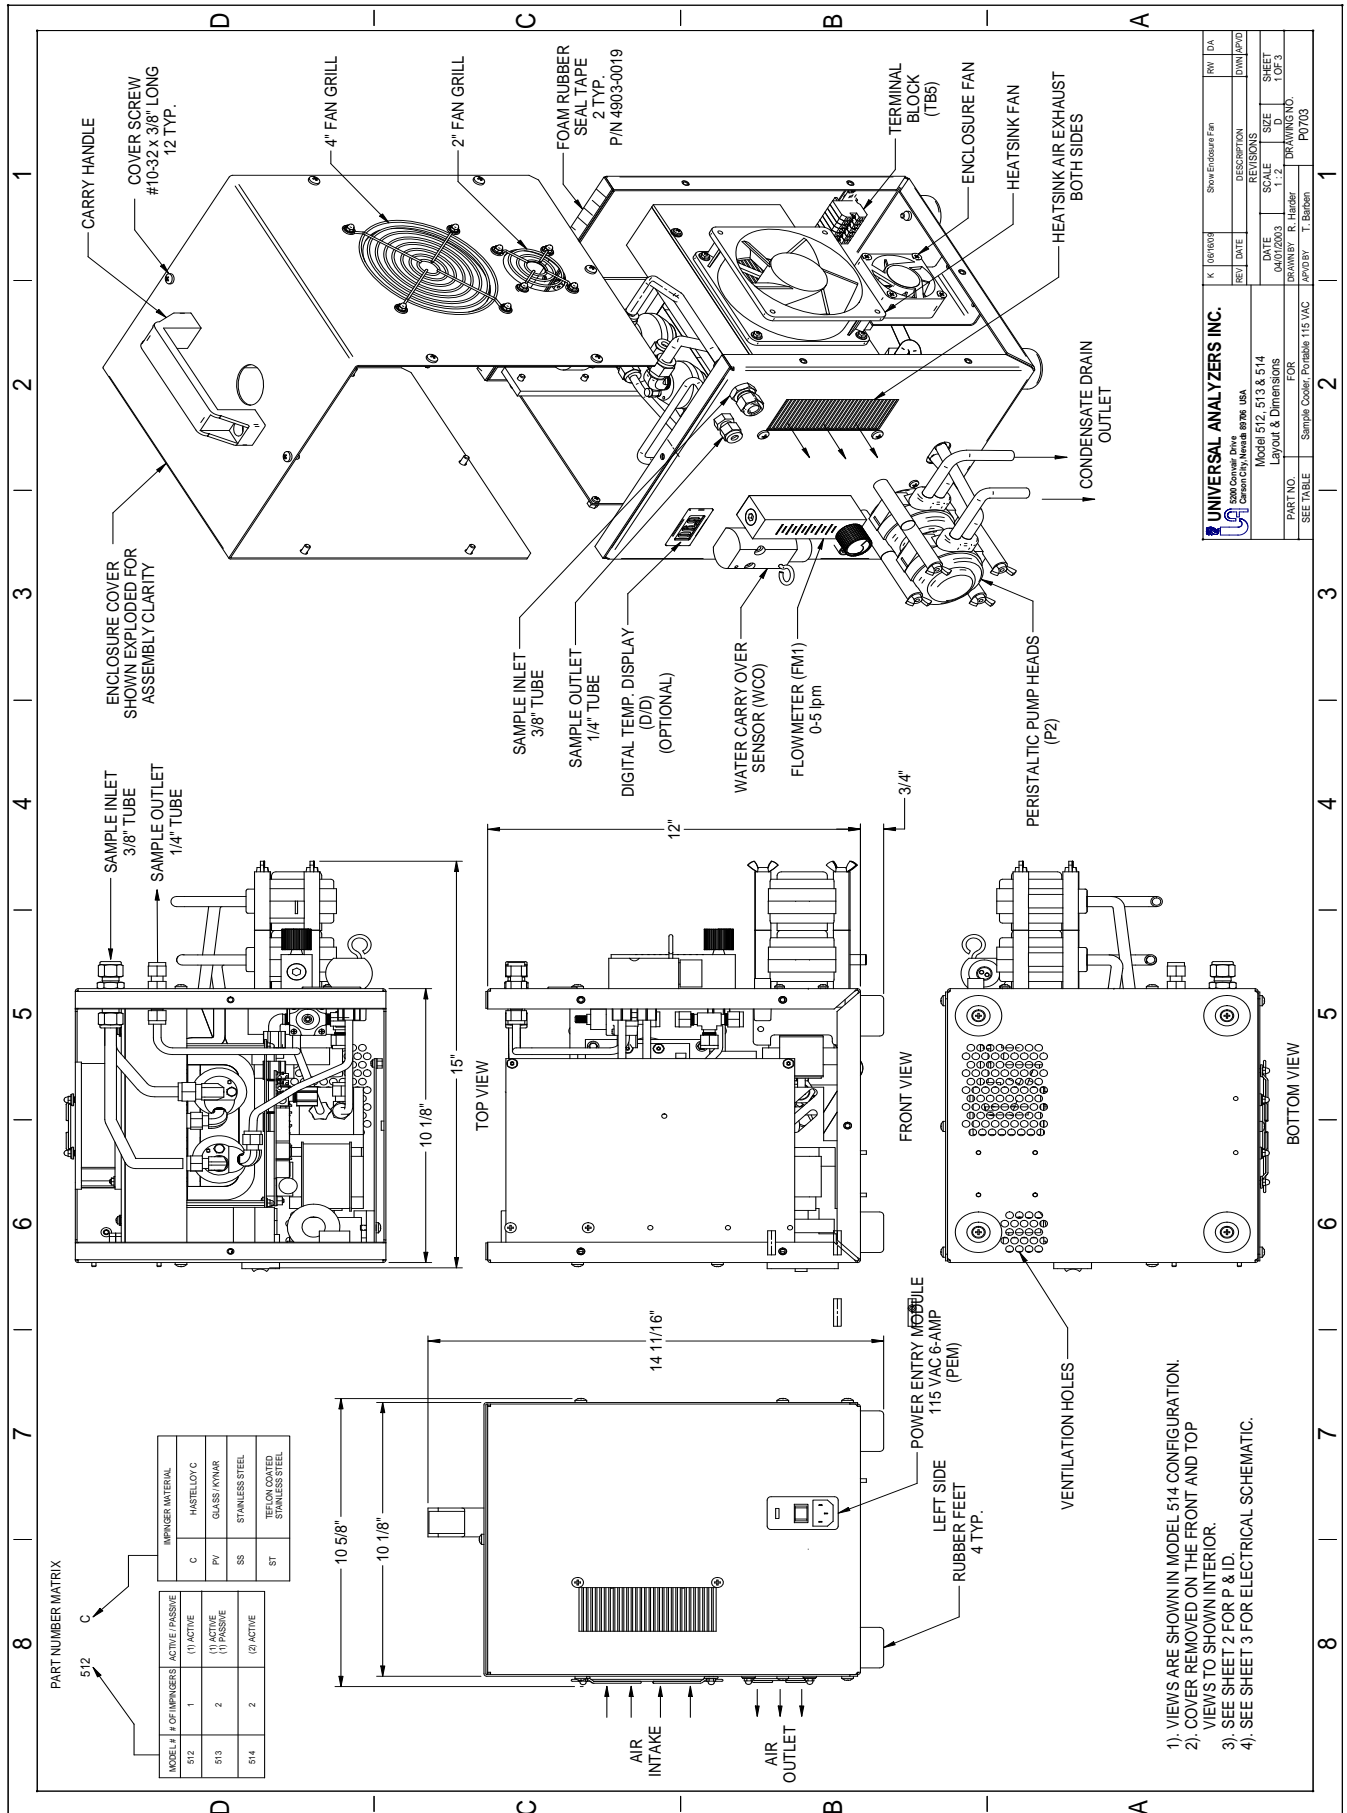 8
7
6
5
4
3
2
1
D
C
B
A
PART NUMBER MATRIX
512
C
MODEL #
# OF IMPINGERS
ACTIVE / PASSIVE
512
1
(1) ACTIVE
513
2
(1) ACTIVE
(1) PASSIVE
514
2
(2) ACTIVE
IMPINGER MATERIAL
C
HASTELLOY C
PV
GLASS / KYNAR
SS
STAINLESS STEEL
ST
TEFLON COATED
STAINLESS STEEL
SAMPLE INLET
3/8" TUBE
SAMPLE OUTLET
1/4" TUBE
10 1/8"
15"
TOP VIEW
ENCLOSURE COVER
SHOWN EXPLODED FOR
ASSEMBLY CLARITY
CARRY HANDLE
COVER SCREW
#10-32 x 3/8" LONG
12 TYP.
4" FAN GRILL
2" FAN GRILL
FOAM RUBBER
SEAL TAPE
2 TYP.
P/N 4903-0019
10 5/8"
10 1/8"
14 11/16"
AIR
INTAKE
AIR
OUTLET
POWER ENTRY MODULE
115 VAC 6-AMP
(PEM)
LEFT SIDE
RUBBER FEET
4 TYP.
12"
3/4"
FRONT VIEW
SAMPLE INLET
3/8" TUBE
SAMPLE OUTLET
1/4" TUBE
DIGITAL TEMP. DISPLAY
(D/D)
(OPTIONAL)
WATER CARRY OVER
SENSOR (WCO)
FLOWMETER (FM1)
0-5 lpm
PERISTALTIC PUMP HEADS
(P2)
TERMINAL
BLOCK
(TB5)
ENCLOSURE FAN
HEATSINK FAN
HEATSINK AIR EXHAUST
BOTH SIDES
CONDENSATE DRAIN
OUTLET
VENTILATION HOLES
BOTTOM VIEW
1). VIEWS ARE SHOWN IN MODEL 514 CONFIGURATION.
2). COVER REMOVED ON THE FRONT AND TOP
VIEWS TO SHOWN INTERIOR.
3). SEE SHEET 2 FOR P & ID.
4). SEE SHEET 3 FOR ELECTRICAL SCHEMATIC.
UNIVERSAL ANALYZERS INC.
5200 Convair Drive
Carson City, Nevada 89706 USA
Model 512, 513 & 514
Layout & Dimensions
PART NO.
FOR
SEE TABLE
Sample Cooler, Portable 115 VAC
K
06/16/09
Show Enclosure Fan
RW
DA
REV
DATE
DESCRIPTION
DWN
APVD
REVISIONS
DATE
04/01/2003
SCALE
1 : 2
SIZE
D
SHEET
1 OF 3
DRAWN BY
R. Harder
DRAWING NO.
APVD BY
T. Barben
P0703
1
2
3
4
5
6
7
8
D
C
B
A